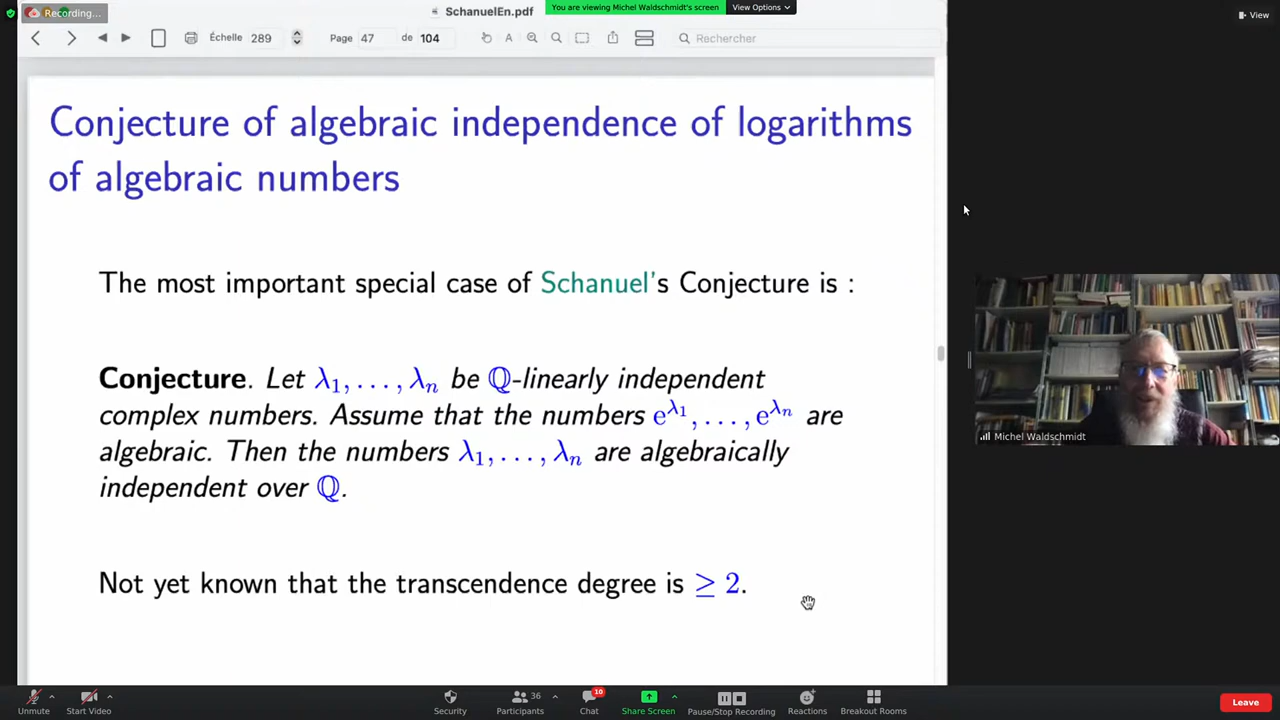 Recording...
SchanuelEn.pdf
You are viewing Michel Waldschmidt's screen
View Options
View
Échelle 289
Page 47 de 104
Rechercher
Conjecture of algebraic independence of logarithms
of algebraic numbers
The most important special case of Schanuel's Conjecture is :
Conjecture. Let λ₁, . . . , λₙ be ℚ-linearly independent
complex numbers. Assume that the numbers e^λ₁, . . . , e^λₙ are
algebraic. Then the numbers λ₁, . . . , λₙ are algebraically
independent over ℚ.
Not yet known that the transcendence degree is ≥ 2.
Michel Waldschmidt
Unmute
Start Video
Security
Participants 36
Chat 10
Share Screen
Pause/Stop Recording
Reactions
Breakout Rooms
Leave